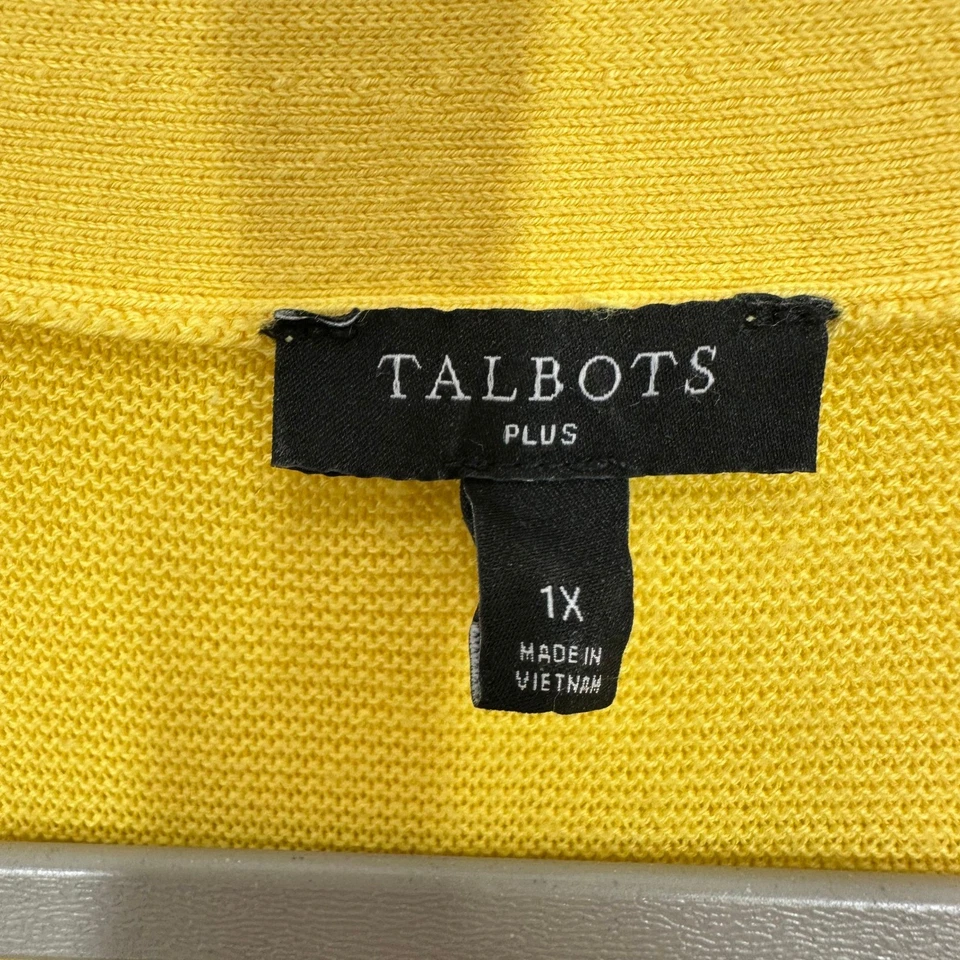 TALBOTS
PLUS
1X
MADE IN
VIETNAM